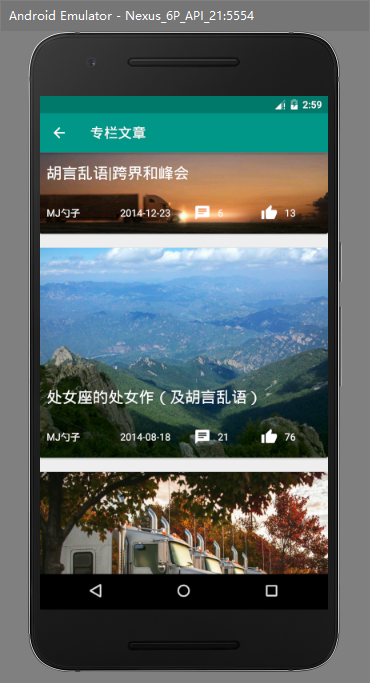 Android Emulator - Nexus_6P_API_21:5554
2:59
专栏文章
胡言乱语|跨界和峰会
MJ勺子 2014-12-23 6 13
处女座的处女作（及胡言乱语）
MJ勺子 2014-08-18 21 76